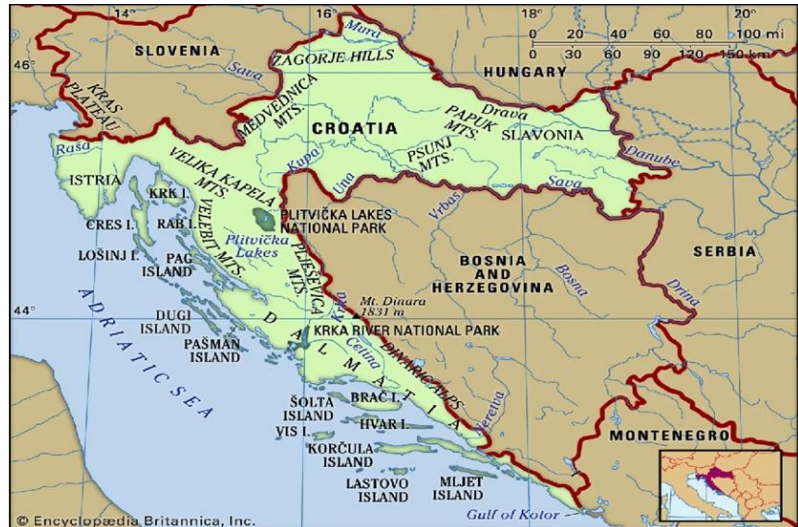 14
16
18
20
0 20 40 60 80 100 mi
0 30 60 90 120 150 km
SLOVENIA
Mura
ZAGORJE HILLS
HUNGARY
46
Sava
KRAS
PLATEAU
MEDVEDNICA
MTS.
Drava
CROATIA
PAPUK
MTS.
SLAVONIA
PSUNJ
MTS.
Danube
Raša
Kupa
Una
Sava
ISTRIA
VELIKA KAPELA
MTS.
Vrbas
KRK I.
PLITVIČKA LAKES
NATIONAL PARK
CRES I.
RAB I.
VELEBIT MTS.
Plitvička
Lakes
PLJEŠEVICA
MTS.
BOSNIA
AND
HERZEGOVINA
SERBIA
LOŠINJ I.
PAG
ISLAND
Bosna
Drina
44°
ADRIATIC SEA
DUGI
ISLAND
Mt. Dinara
1831 m
Krka
KRKA RIVER NATIONAL PARK
PAŠMAN
ISLAND
DALMATIA
Cetina
DINARIC ALPS
ŠOLTA
ISLAND
BRAČ I.
Neretva
VIS I.
HVAR I.
MONTENEGRO
KORČULA
ISLAND
LASTOVO
ISLAND
MLJET
ISLAND
Gulf of Kotor
© Encyclopædia Britannica, Inc.